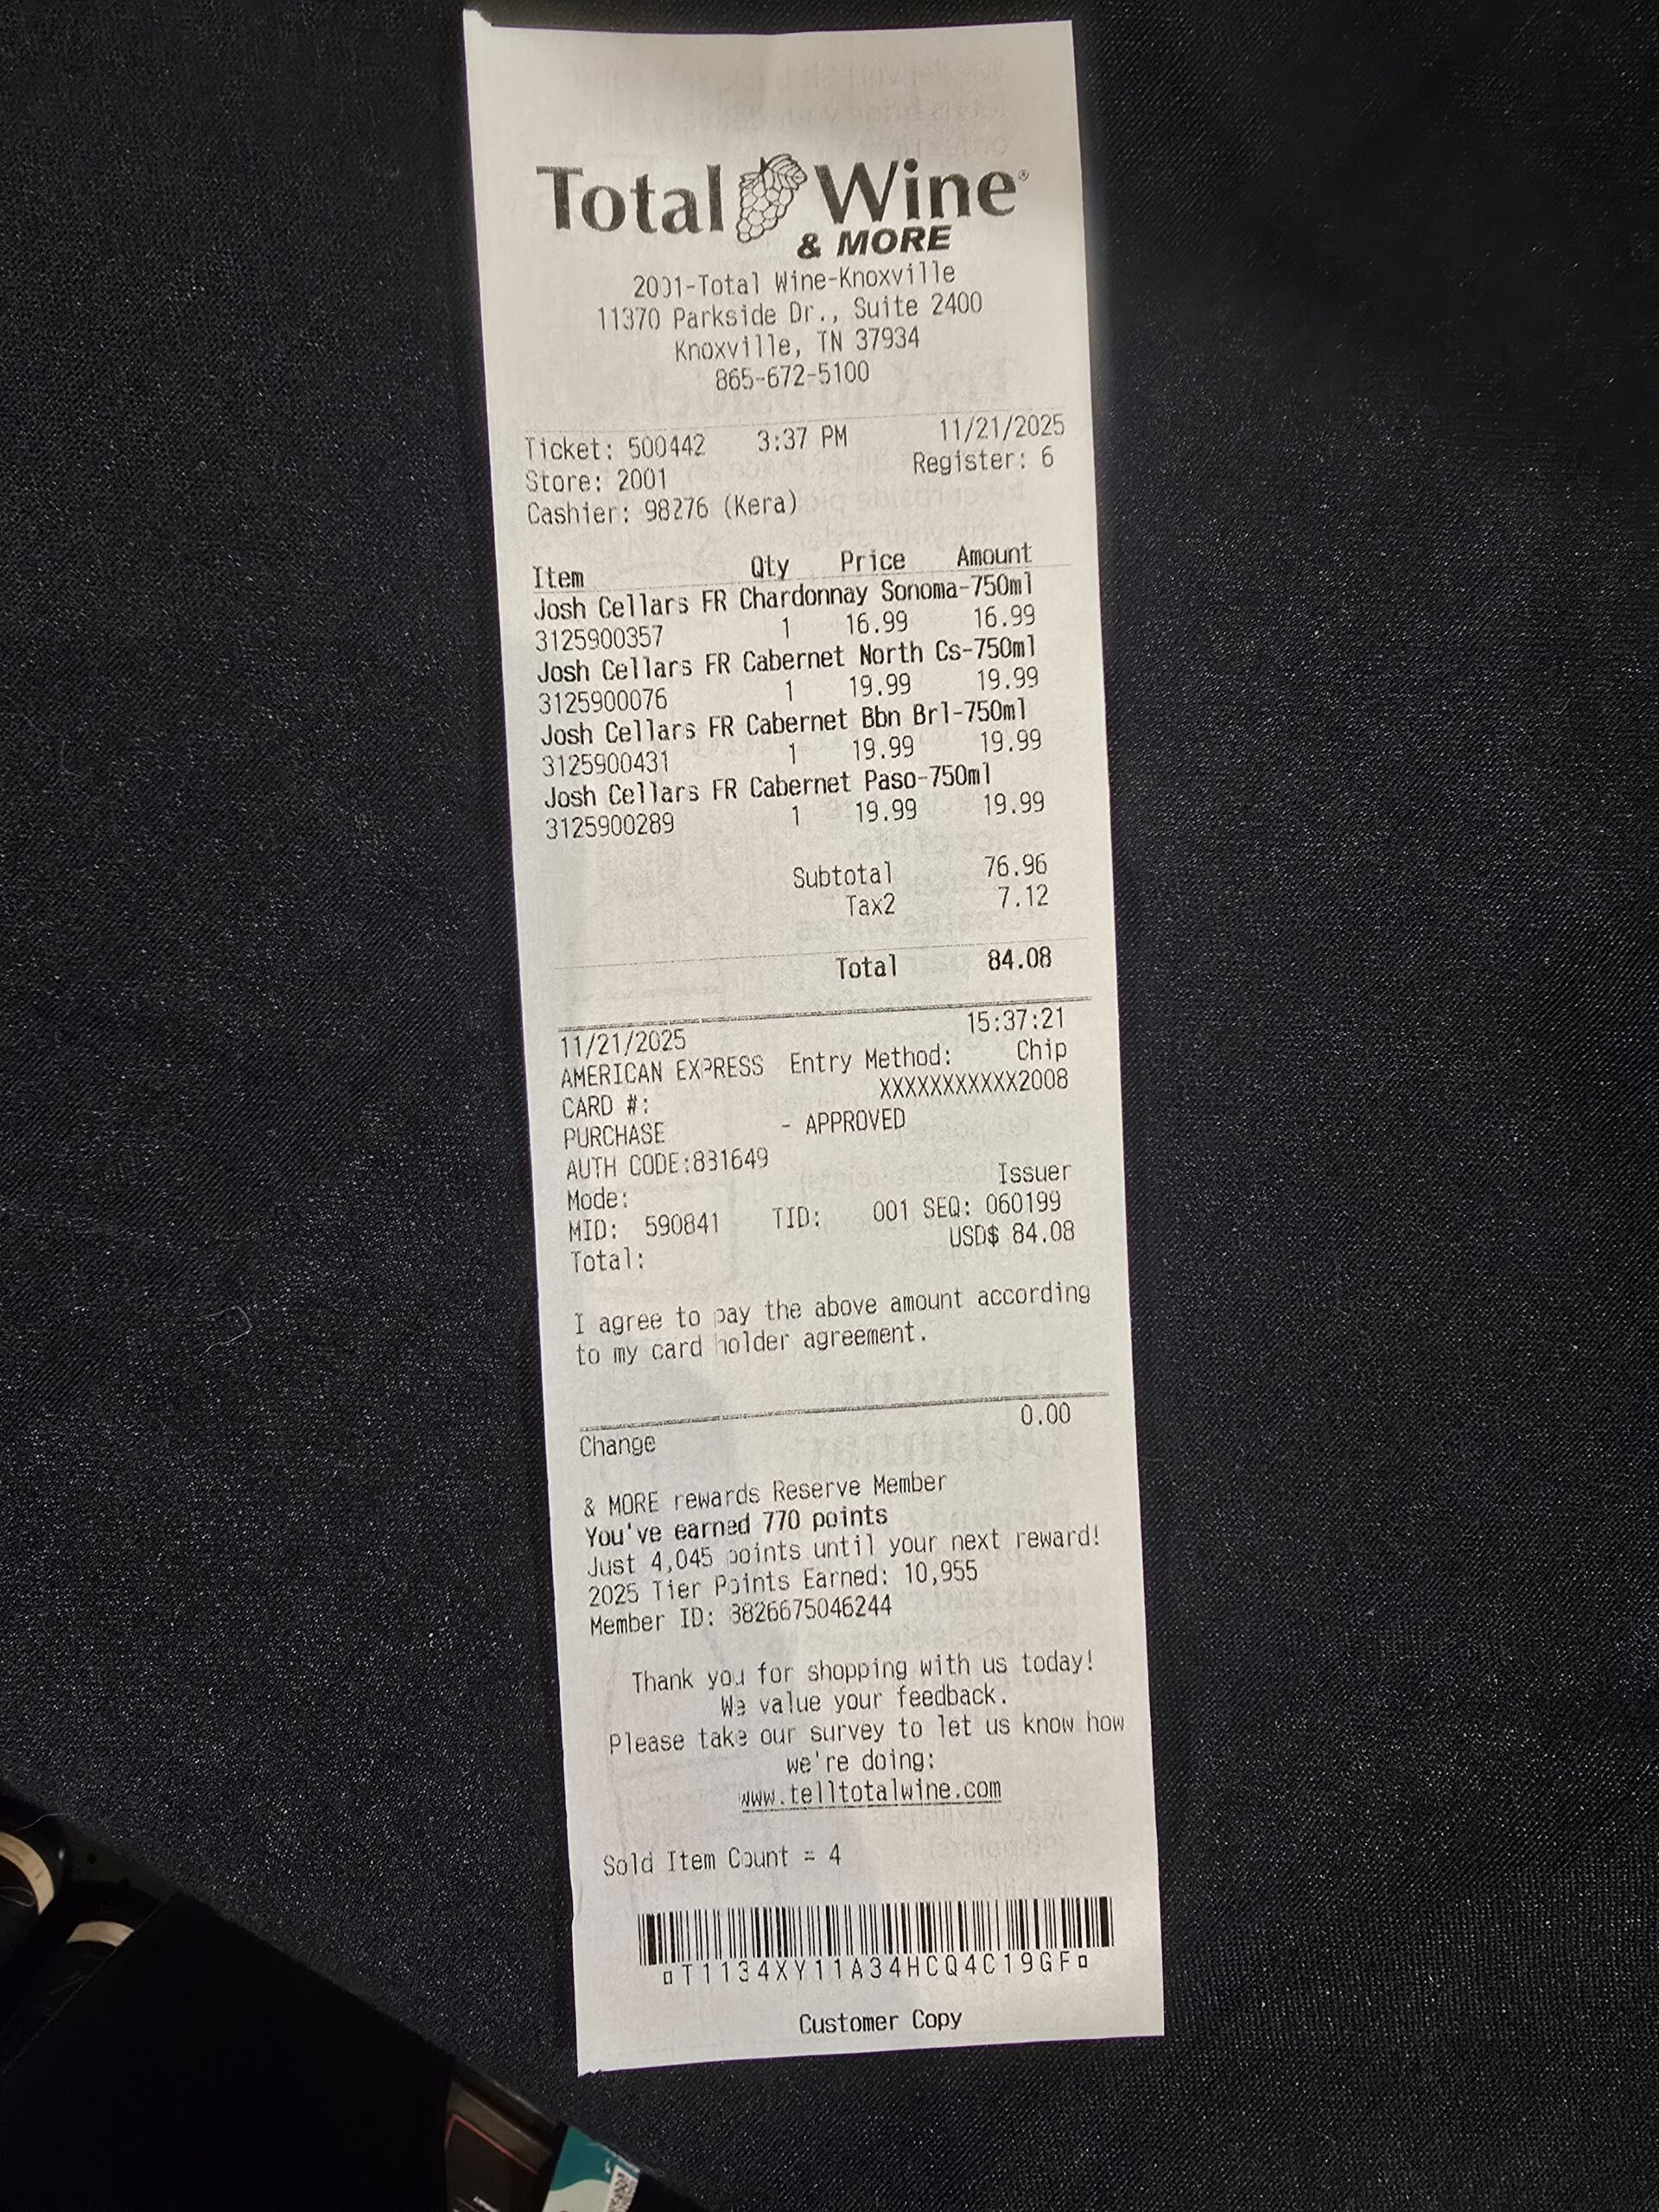 Total Wine®
& MORE
2001-Total Wine-Knoxville
11370 Parkside Dr., Suite 2400
Knoxville, TN 37934
865-672-5100
Ticket: 500442 3:37 PM 11/21/2025
Store: 2001 Register: 6
Cashier: 98276 (Kera)
Item Qty Price Amount
Josh Cellars FR Chardonnay Sonoma-750ml
3125900357 1 16.99 16.99
Josh Cellars FR Cabernet North Cs-750ml
3125900076 1 19.99 19.99
Josh Cellars FR Cabernet Bbn Brl-750ml
3125900431 1 19.99 19.99
Josh Cellars FR Cabernet Paso-750ml
3125900289 1 19.99 19.99
Subtotal 76.96
Tax2 7.12
Total 84.08
11/21/2025 15:37:21
AMERICAN EXPRESS Entry Method: Chip
CARD #: XXXXXXXXXXX2008
PURCHASE - APPROVED
AUTH CODE:831649
Mode: Issuer
MID: 590841 TID: 001 SEQ: 060199
Total: USD$ 84.08
I agree to pay the above amount according
to my card holder agreement.
Change 0.00
& MORE rewards Reserve Member
You've earned 770 points
Just 4,045 points until your next reward!
2025 Tier Points Earned: 10,955
Member ID: 3826675046244
Thank you for shopping with us today!
We value your feedback.
Please take our survey to let us know how
we're doing:
www.telltotalwine.com
Sold Item Count = 4
¤T1134XY11A34HCQ4C19GF¤
Customer Copy